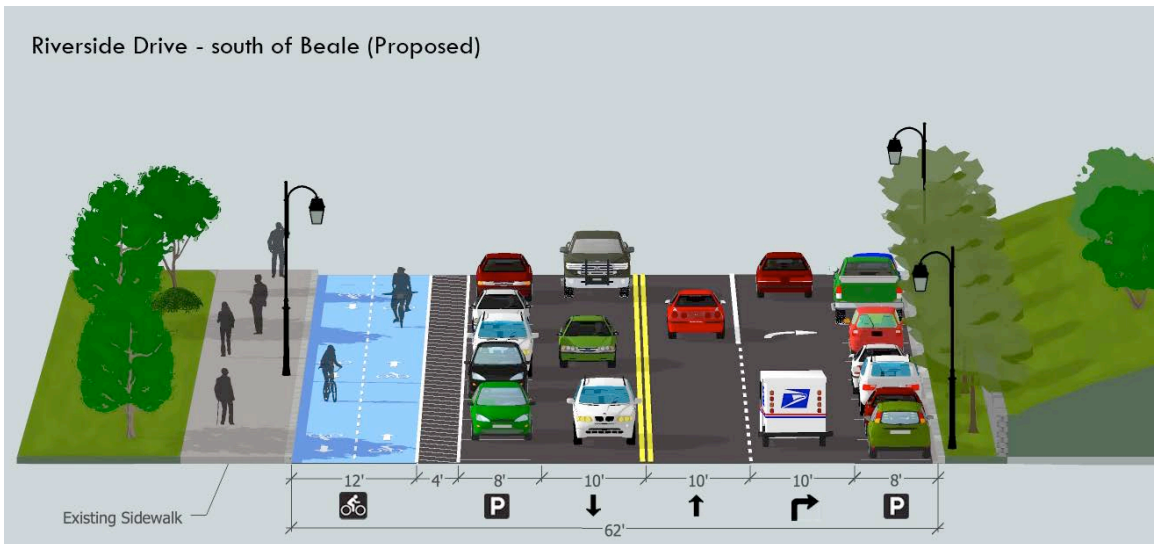 Riverside Drive - south of Beale (Proposed)
12' 4' 8' 10' 10' 10' 8'
P P
62'
Existing Sidewalk